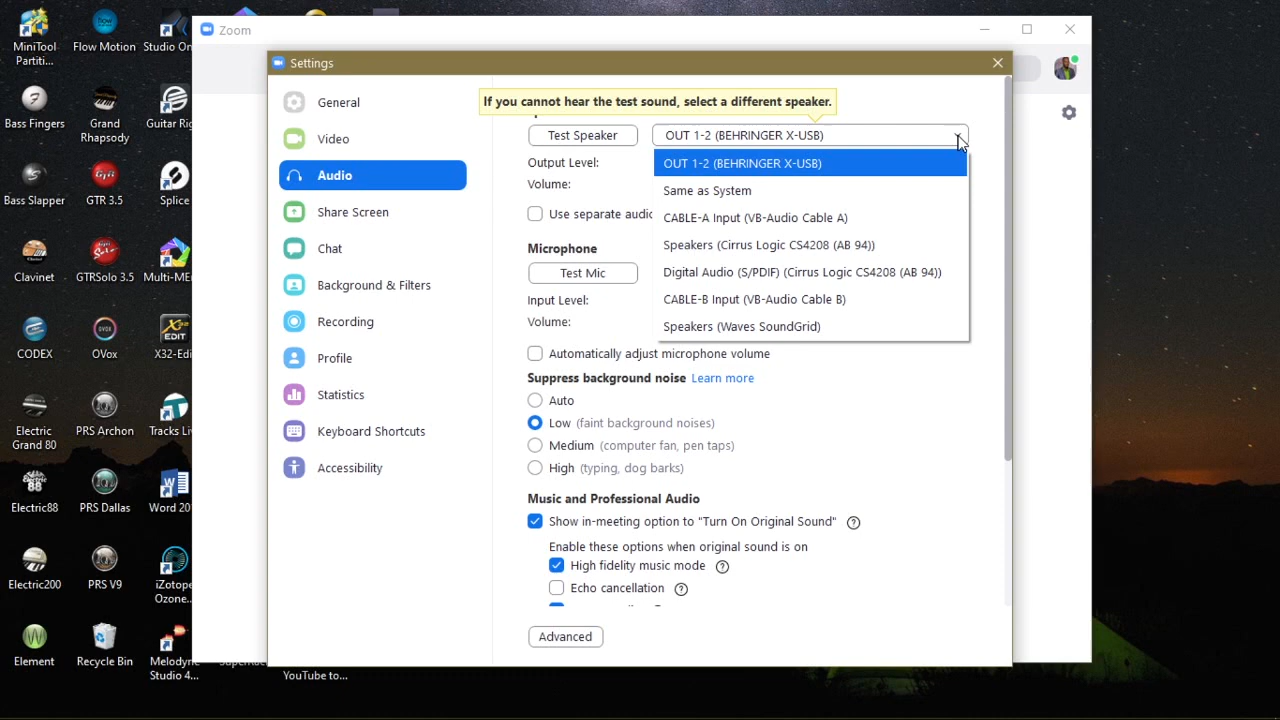 MiniTool
Partiti...
Flow Motion
Studio On
Bass Fingers
Grand
Rhapsody
Guitar Rig
Bass Slapper
GTR 3.5
Splice
Clavinet
GTRSolo 3.5
Multi-MEm
CODEX
OVox
X32-Edi
Electric
Grand 80
PRS Archon
Tracks Liv
Electric88
PRS Dallas
Word 20
Electric200
PRS V9
iZotope
Ozone...
Element
Recycle Bin
Melodyne
Studio 4...
YouTube to...
Zoom
Settings
General
Video
Audio
Share Screen
Chat
Background & Filters
Recording
Profile
Statistics
Keyboard Shortcuts
Accessibility
If you cannot hear the test sound, select a different speaker.
Test Speaker
OUT 1-2 (BEHRINGER X-USB)
OUT 1-2 (BEHRINGER X-USB)
Same as System
CABLE-A Input (VB-Audio Cable A)
Speakers (Cirrus Logic CS4208 (AB 94))
Digital Audio (S/PDIF) (Cirrus Logic CS4208 (AB 94))
CABLE-B Input (VB-Audio Cable B)
Speakers (Waves SoundGrid)
Output Level:
Volume:
Use separate audio
Microphone
Test Mic
Input Level:
Volume:
Automatically adjust microphone volume
Suppress background noise Learn more
Auto
Low (faint background noises)
Medium (computer fan, pen taps)
High (typing, dog barks)
Music and Professional Audio
Show in-meeting option to "Turn On Original Sound"
Enable these options when original sound is on
High fidelity music mode
Echo cancellation
Advanced